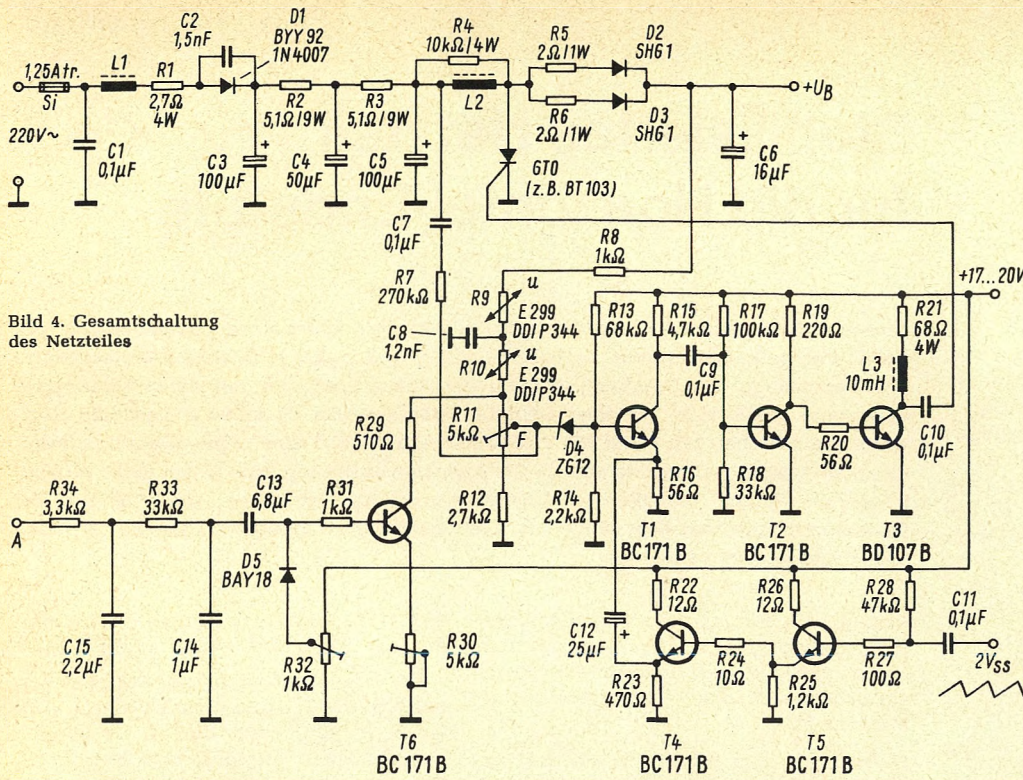 1,25Atr.
Si
220V~
C1
0,1µF
L1
R1
2,7Ω
4W
C2
1,5nF
D1
BYY 92
1N4007
R2
5,1Ω/9W
R3
5,1Ω/9W
C3
100µF
+
C4
50µF
+
C5
100µF
+
R4
10kΩ/4W
L2
R5
2Ω/1W
R6
2Ω/1W
D2
SH61
D3
SH61
+UB
C6
16µF
+
GTO
(z. B. BT103)
C7
0,1µF
R7
270kΩ
R8
1kΩ
+17...20V
Bild 4. Gesamtschaltung
des Netzteiles
R9
u
E299
DD/P344
C8
1,2nF
R10
u
E299
DD/P344
R11
5kΩ
F
D4
ZG12
R12
2,7kΩ
R13
68kΩ
R14
2,2kΩ
R15
4,7kΩ
C9
0,1µF
R16
56Ω
R17
100kΩ
R18
33kΩ
R19
220Ω
R20
56Ω
R21
68Ω
4W
L3
10mH
C10
0,1µF
T1
BC171B
T2
BC171B
T3
BD107B
R29
510Ω
A
R34
3,3kΩ
R33
33kΩ
C13
6,8µF
R31
1kΩ
D5
BAY18
C15
2,2µF
C14
1µF
R32
1kΩ
R30
5kΩ
T6
BC171B
C12
25µF
+
R22
12Ω
R23
470Ω
R24
10Ω
R25
1,2kΩ
R26
12Ω
R27
100Ω
R28
47kΩ
C11
0,1µF
2Vss
T4
BC171B
T5
BC171B